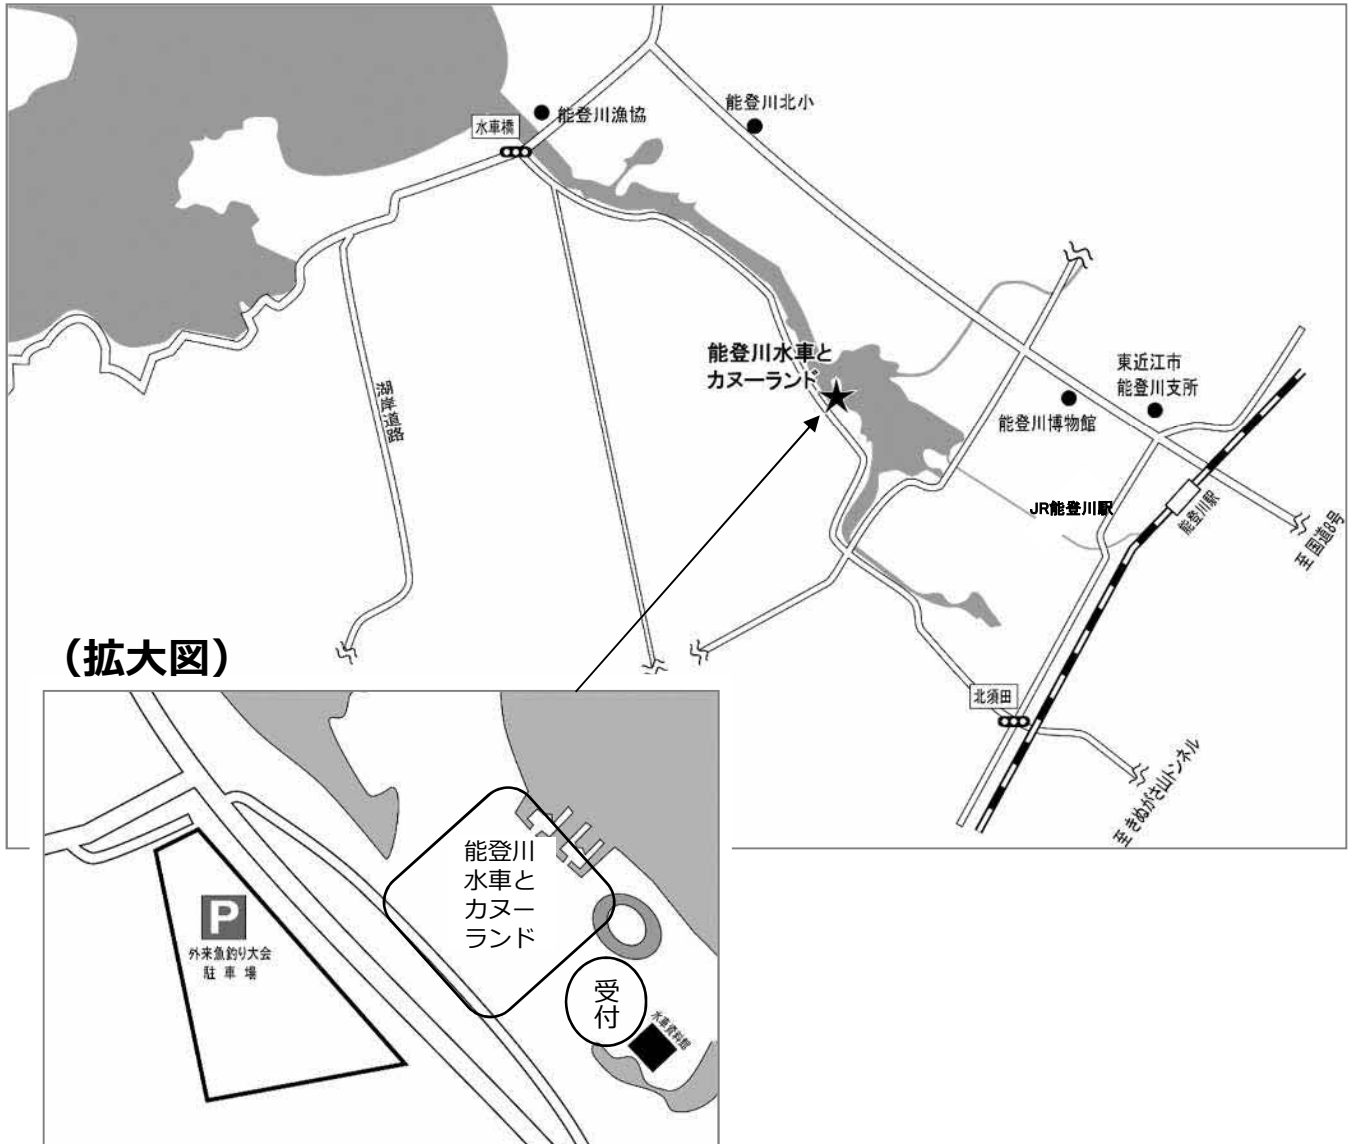 能登川漁協
水車橋
能登川北小
能登川水車と
カヌーランド
東近江市
能登川支所
能登川博物館
湖岸道路
JR能登川駅
能登川駅
至 国道8号
北須田
至 きぬがさ山トンネル
（拡大図）
能登川
水車と
カヌー
ランド
P
外来魚釣り大会
駐車場
受
付
水車資料館